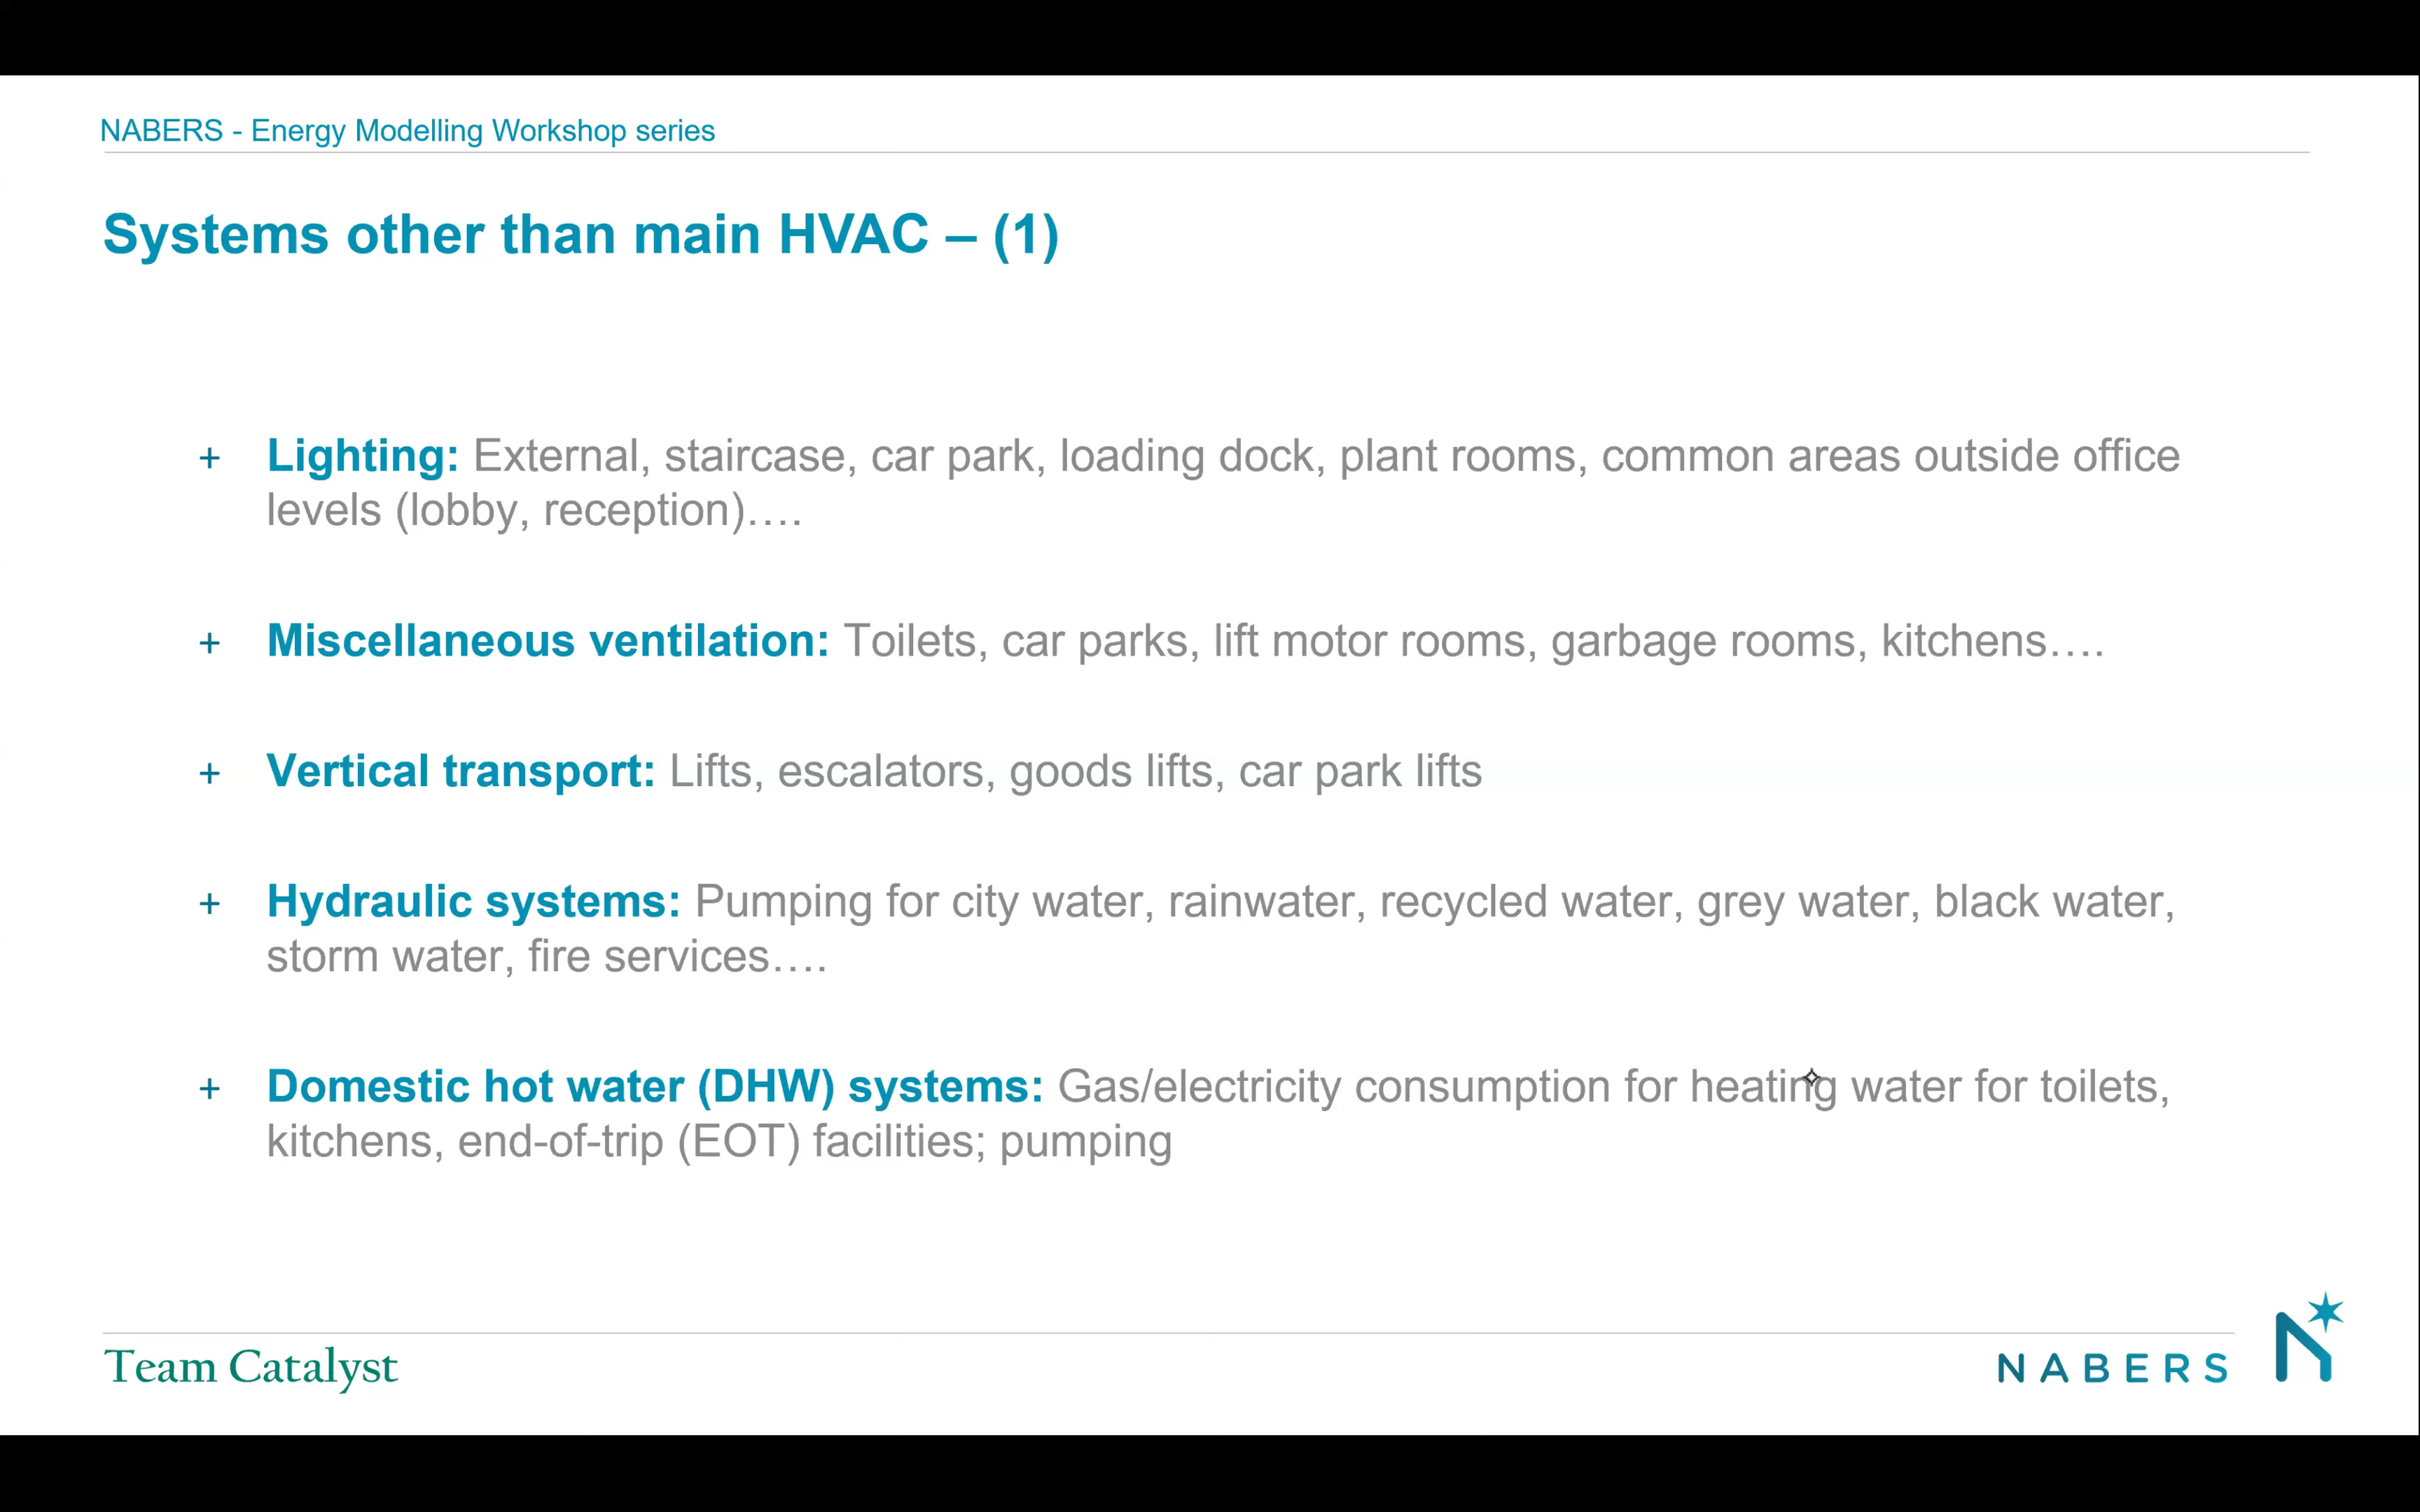 NABERS - Energy Modelling Workshop series
Systems other than main HVAC – (1)
+ Lighting: External, staircase, car park, loading dock, plant rooms, common areas outside office
levels (lobby, reception)….
+ Miscellaneous ventilation: Toilets, car parks, lift motor rooms, garbage rooms, kitchens….
+ Vertical transport: Lifts, escalators, goods lifts, car park lifts
+ Hydraulic systems: Pumping for city water, rainwater, recycled water, grey water, black water,
storm water, fire services….
+ Domestic hot water (DHW) systems: Gas/electricity consumption for heating water for toilets,
kitchens, end-of-trip (EOT) facilities; pumping
Team Catalyst
NABERS